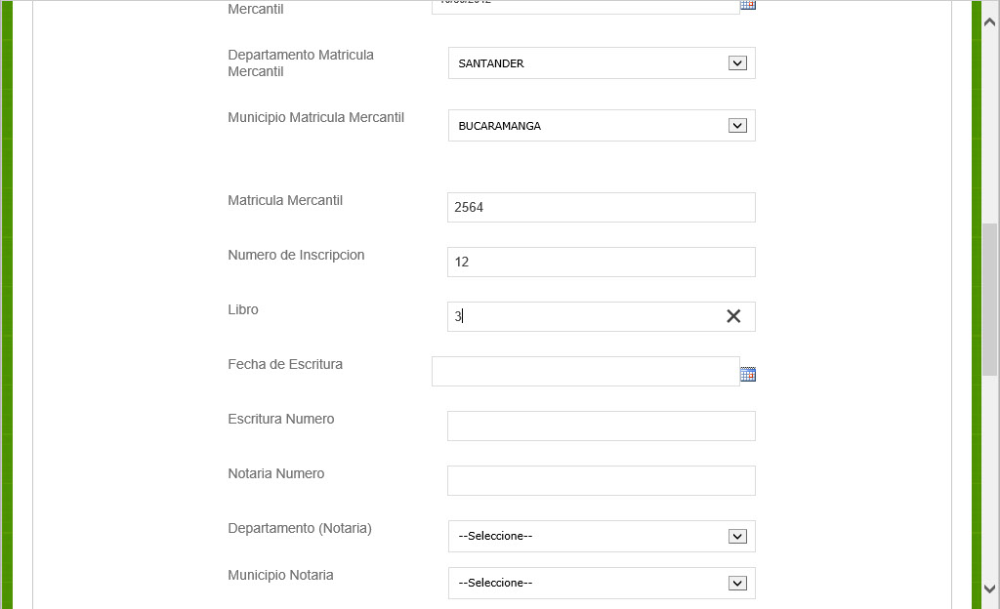 Mercantil
Departamento Matricula
Mercantil
SANTANDER
Municipio Matricula Mercantil
BUCARAMANGA
Matricula Mercantil
2564
Numero de Inscripcion
12
Libro
3
Fecha de Escritura
Escritura Numero
Notaria Numero
Departamento (Notaria)
--Seleccione--
Municipio Notaria
--Seleccione--